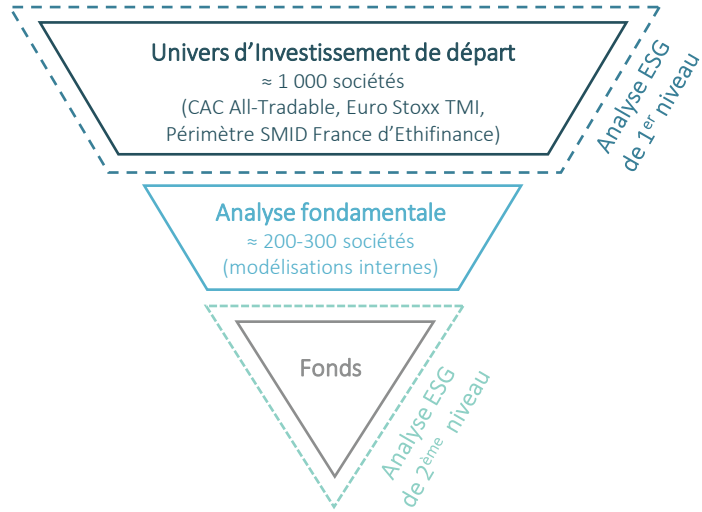 Univers d’Investissement de départ
≈ 1 000 sociétés
(CAC All-Tradable, Euro Stoxx TMI,
Périmètre SMID France d’Ethifinance)
Analyse ESG
de 1er niveau
Analyse fondamentale
≈ 200-300 sociétés
(modélisations internes)
Fonds
Analyse ESG
de 2ème niveau